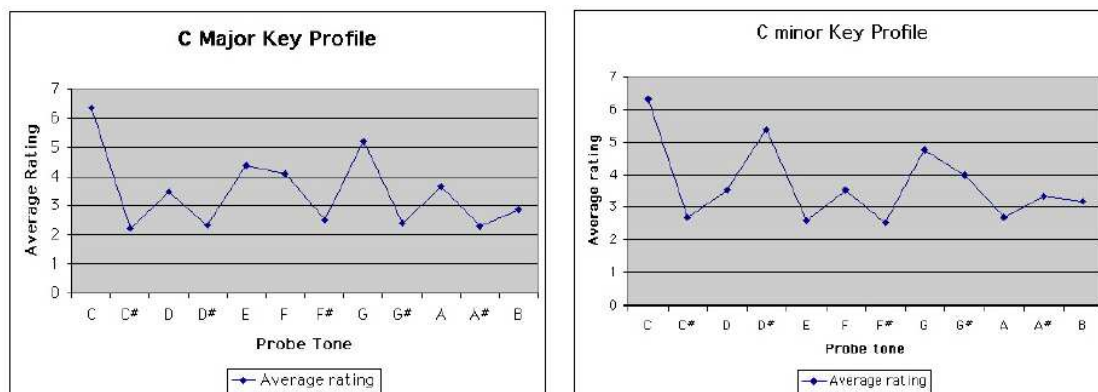 C Major Key Profile
Average Rating
7
6
5
4
3
2
1
0
C C# D D# E F F# G G# A A# B
Probe Tone
Average rating
C minor Key Profile
Average rating
7
6
5
4
3
2
1
0
C C# D D# E F F# G G# A A# B
Probe tone
Average rating